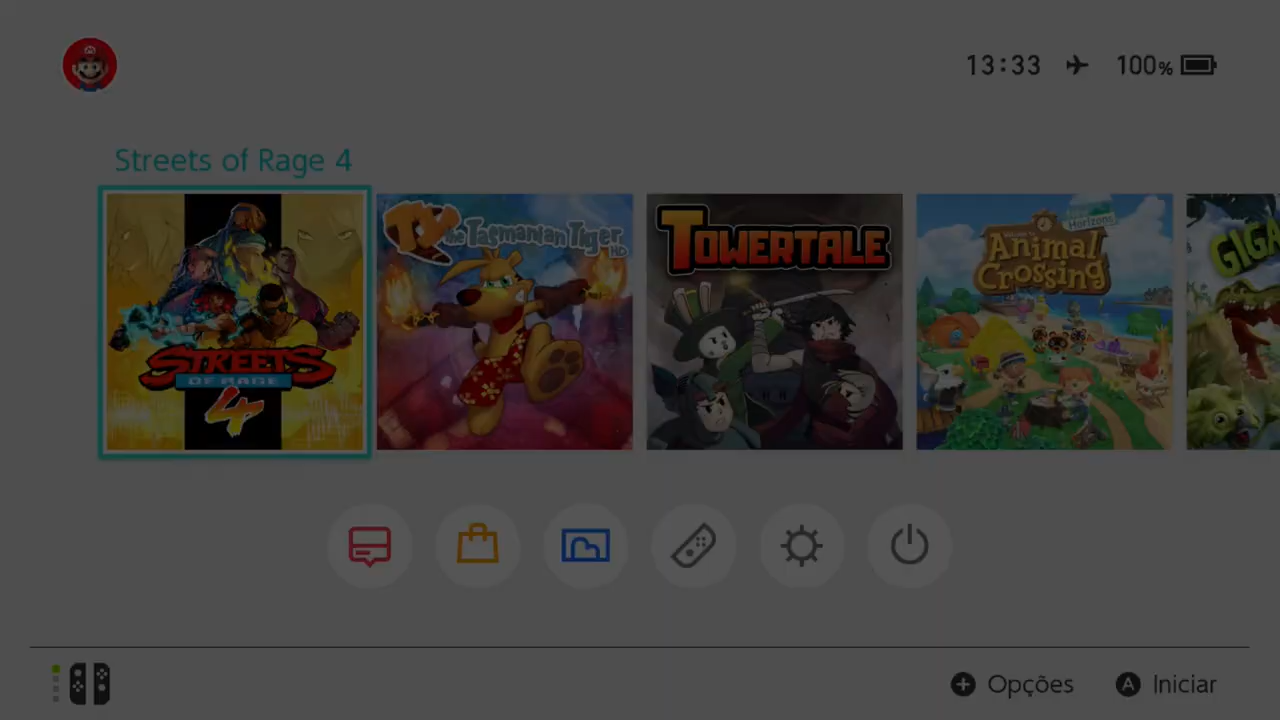 13:33
100%
Streets of Rage 4
STREETS
OF RAGE
4
TY
the Tasmanian Tiger
HD
TOWERTALE
New Horizons
Animal
Crossing
GIGA
+ Opções
A Iniciar